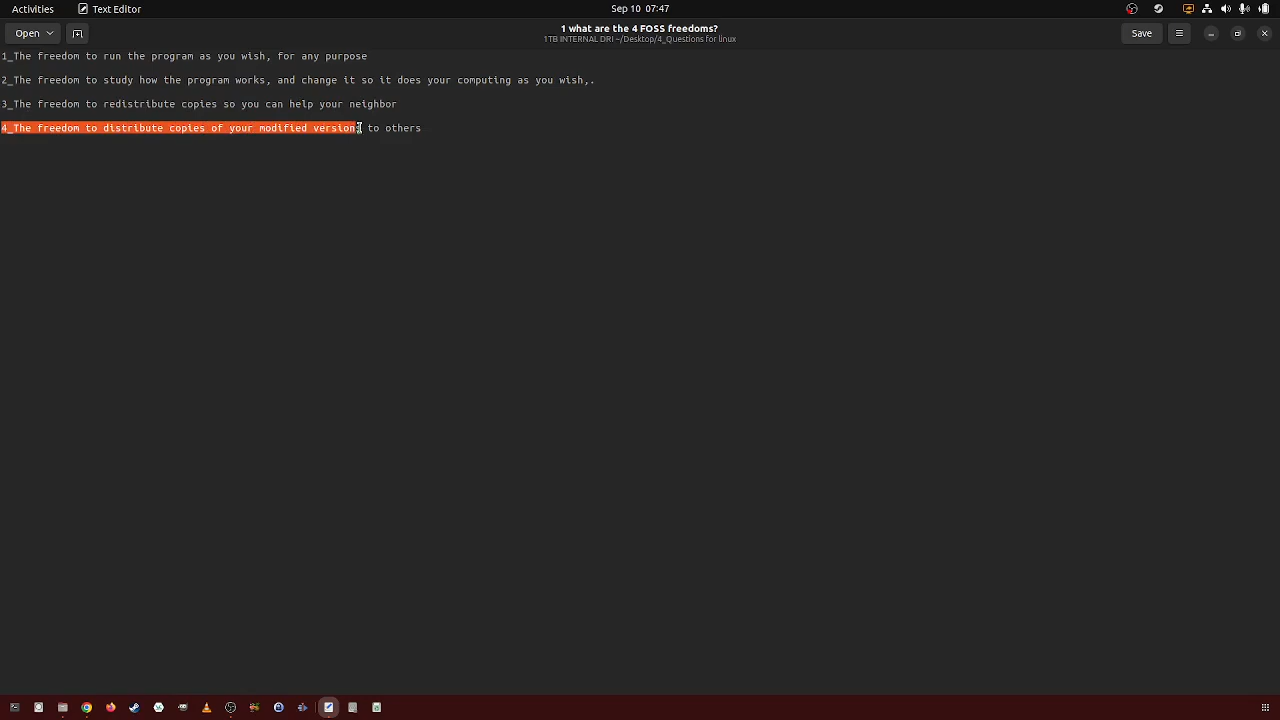 Activities
Text Editor
Sep 10 07:47
Open
1 what are the 4 FOSS freedoms?
1TB INTERNAL DRI ~/Desktop/4_Questions for linux
Save
1_The freedom to run the program as you wish, for any purpose
2_The freedom to study how the program works, and change it so it does your computing as you wish,.
3_The freedom to redistribute copies so you can help your neighbor
4_The freedom to distribute copies of your modified versions to others